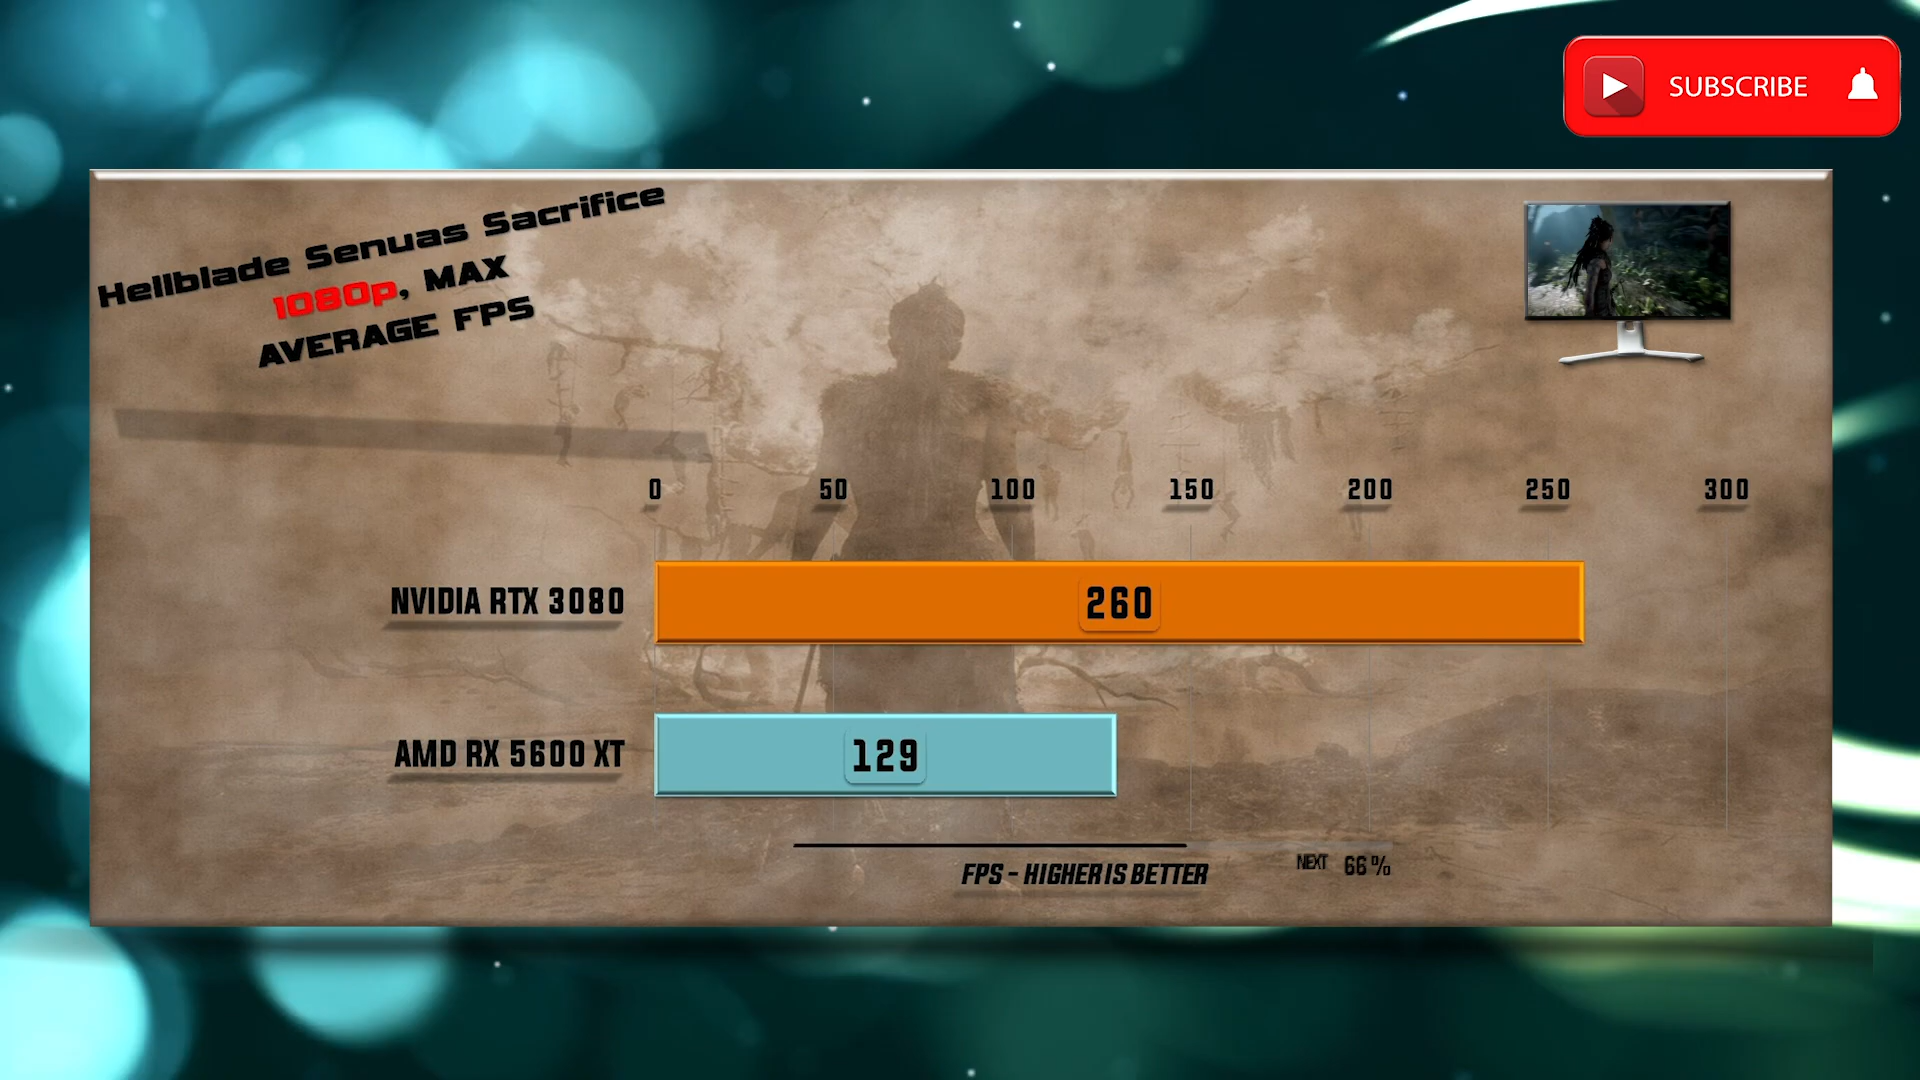 SUBSCRIBE
Hellblade Senuas Sacrifice
1080p, MAX
AVERAGE FPS
0 50 100 150 200 250 300
NVIDIA RTX 3080 260
AMD RX 5600 XT 129
FPS - HIGHER IS BETTER
NEXT 66%